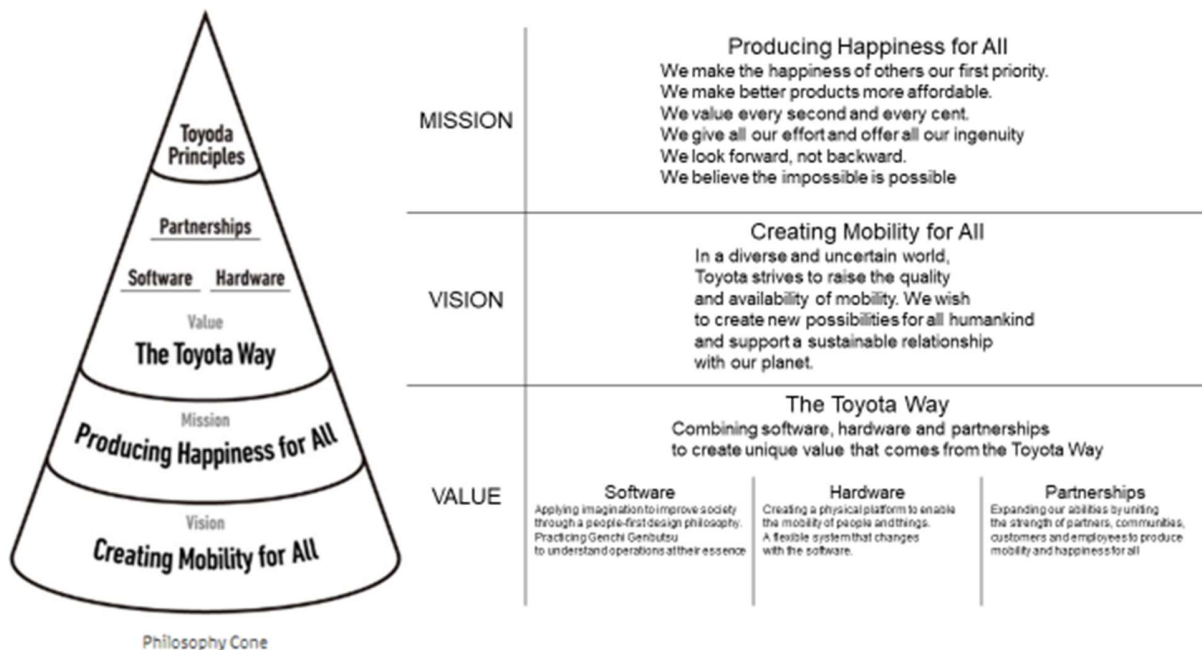 Toyoda
Principles
Partnerships
Software Hardware
Value
The Toyota Way
Mission
Producing Happiness for All
Vision
Creating Mobility for All
Philosophy Cone
MISSION
Producing Happiness for All
We make the happiness of others our first priority.
We make better products more affordable.
We value every second and every cent.
We give all our effort and offer all our ingenuity
We look forward, not backward.
We believe the impossible is possible
VISION
Creating Mobility for All
In a diverse and uncertain world,
Toyota strives to raise the quality
and availability of mobility. We wish
to create new possibilities for all humankind
and support a sustainable relationship
with our planet.
VALUE
The Toyota Way
Combining software, hardware and partnerships
to create unique value that comes from the Toyota Way
Software
Applying imagination to improve society
through a people-first design philosophy.
Practicing Genchi Genbutsu
to understand operations at their essence
Hardware
Creating a physical platform to enable
the mobility of people and things.
A flexible system that changes
with the software.
Partnerships
Expanding our abilities by uniting
the strength of partners, communities,
customers and employees to produce
mobility and happiness for all